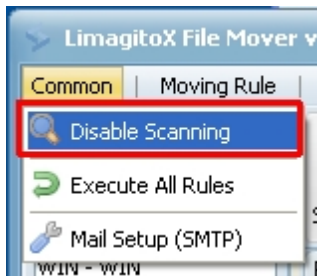 LimagitoX File Mover v
Common | Moving Rule |
Disable Scanning
Execute All Rules
Mail Setup (SMTP)
WIN - WIN